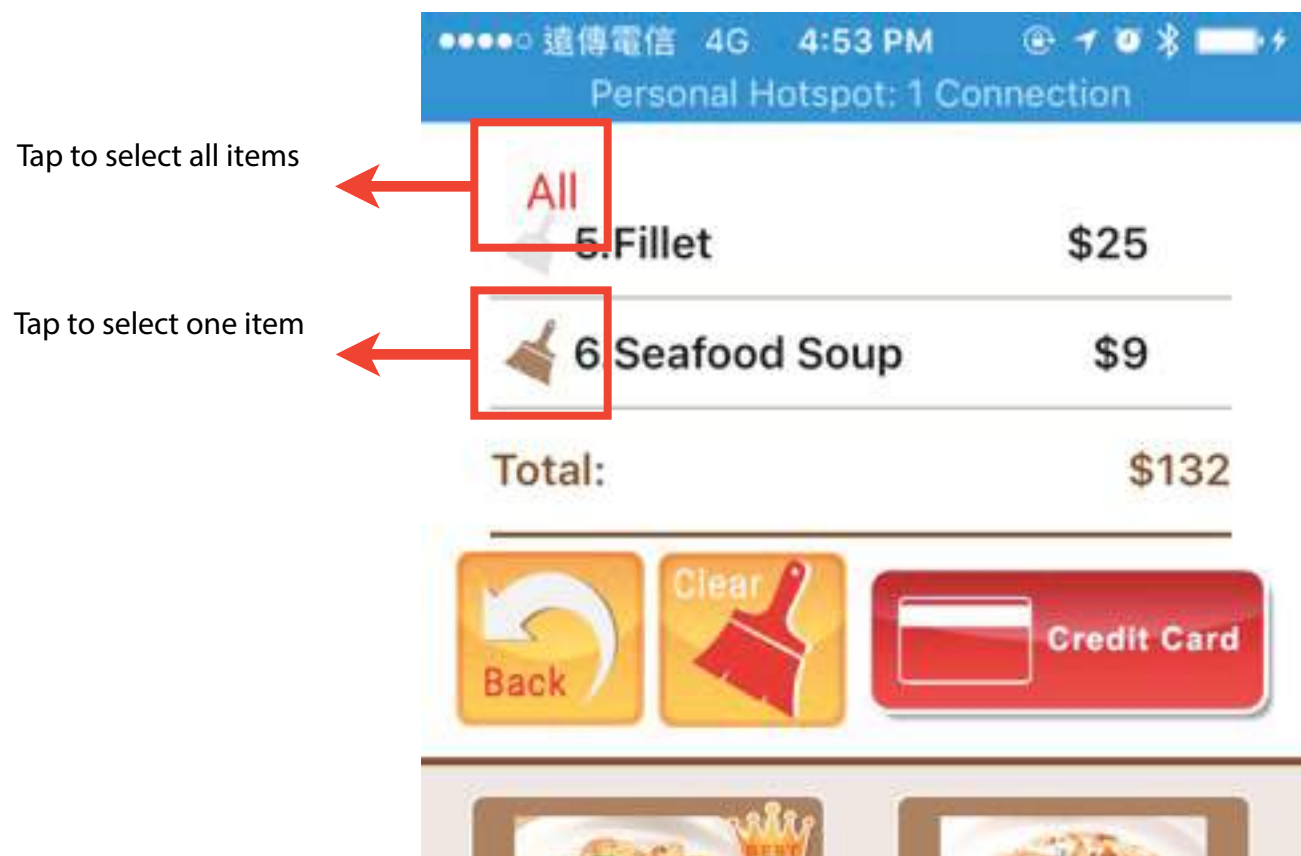 遠傳電信 4G 4:53 PM
Personal Hotspot: 1 Connection
Tap to select all items
All
5.Fillet $25
Tap to select one item
6.Seafood Soup $9
Total: $132
Clear
Back
Credit Card
BEST